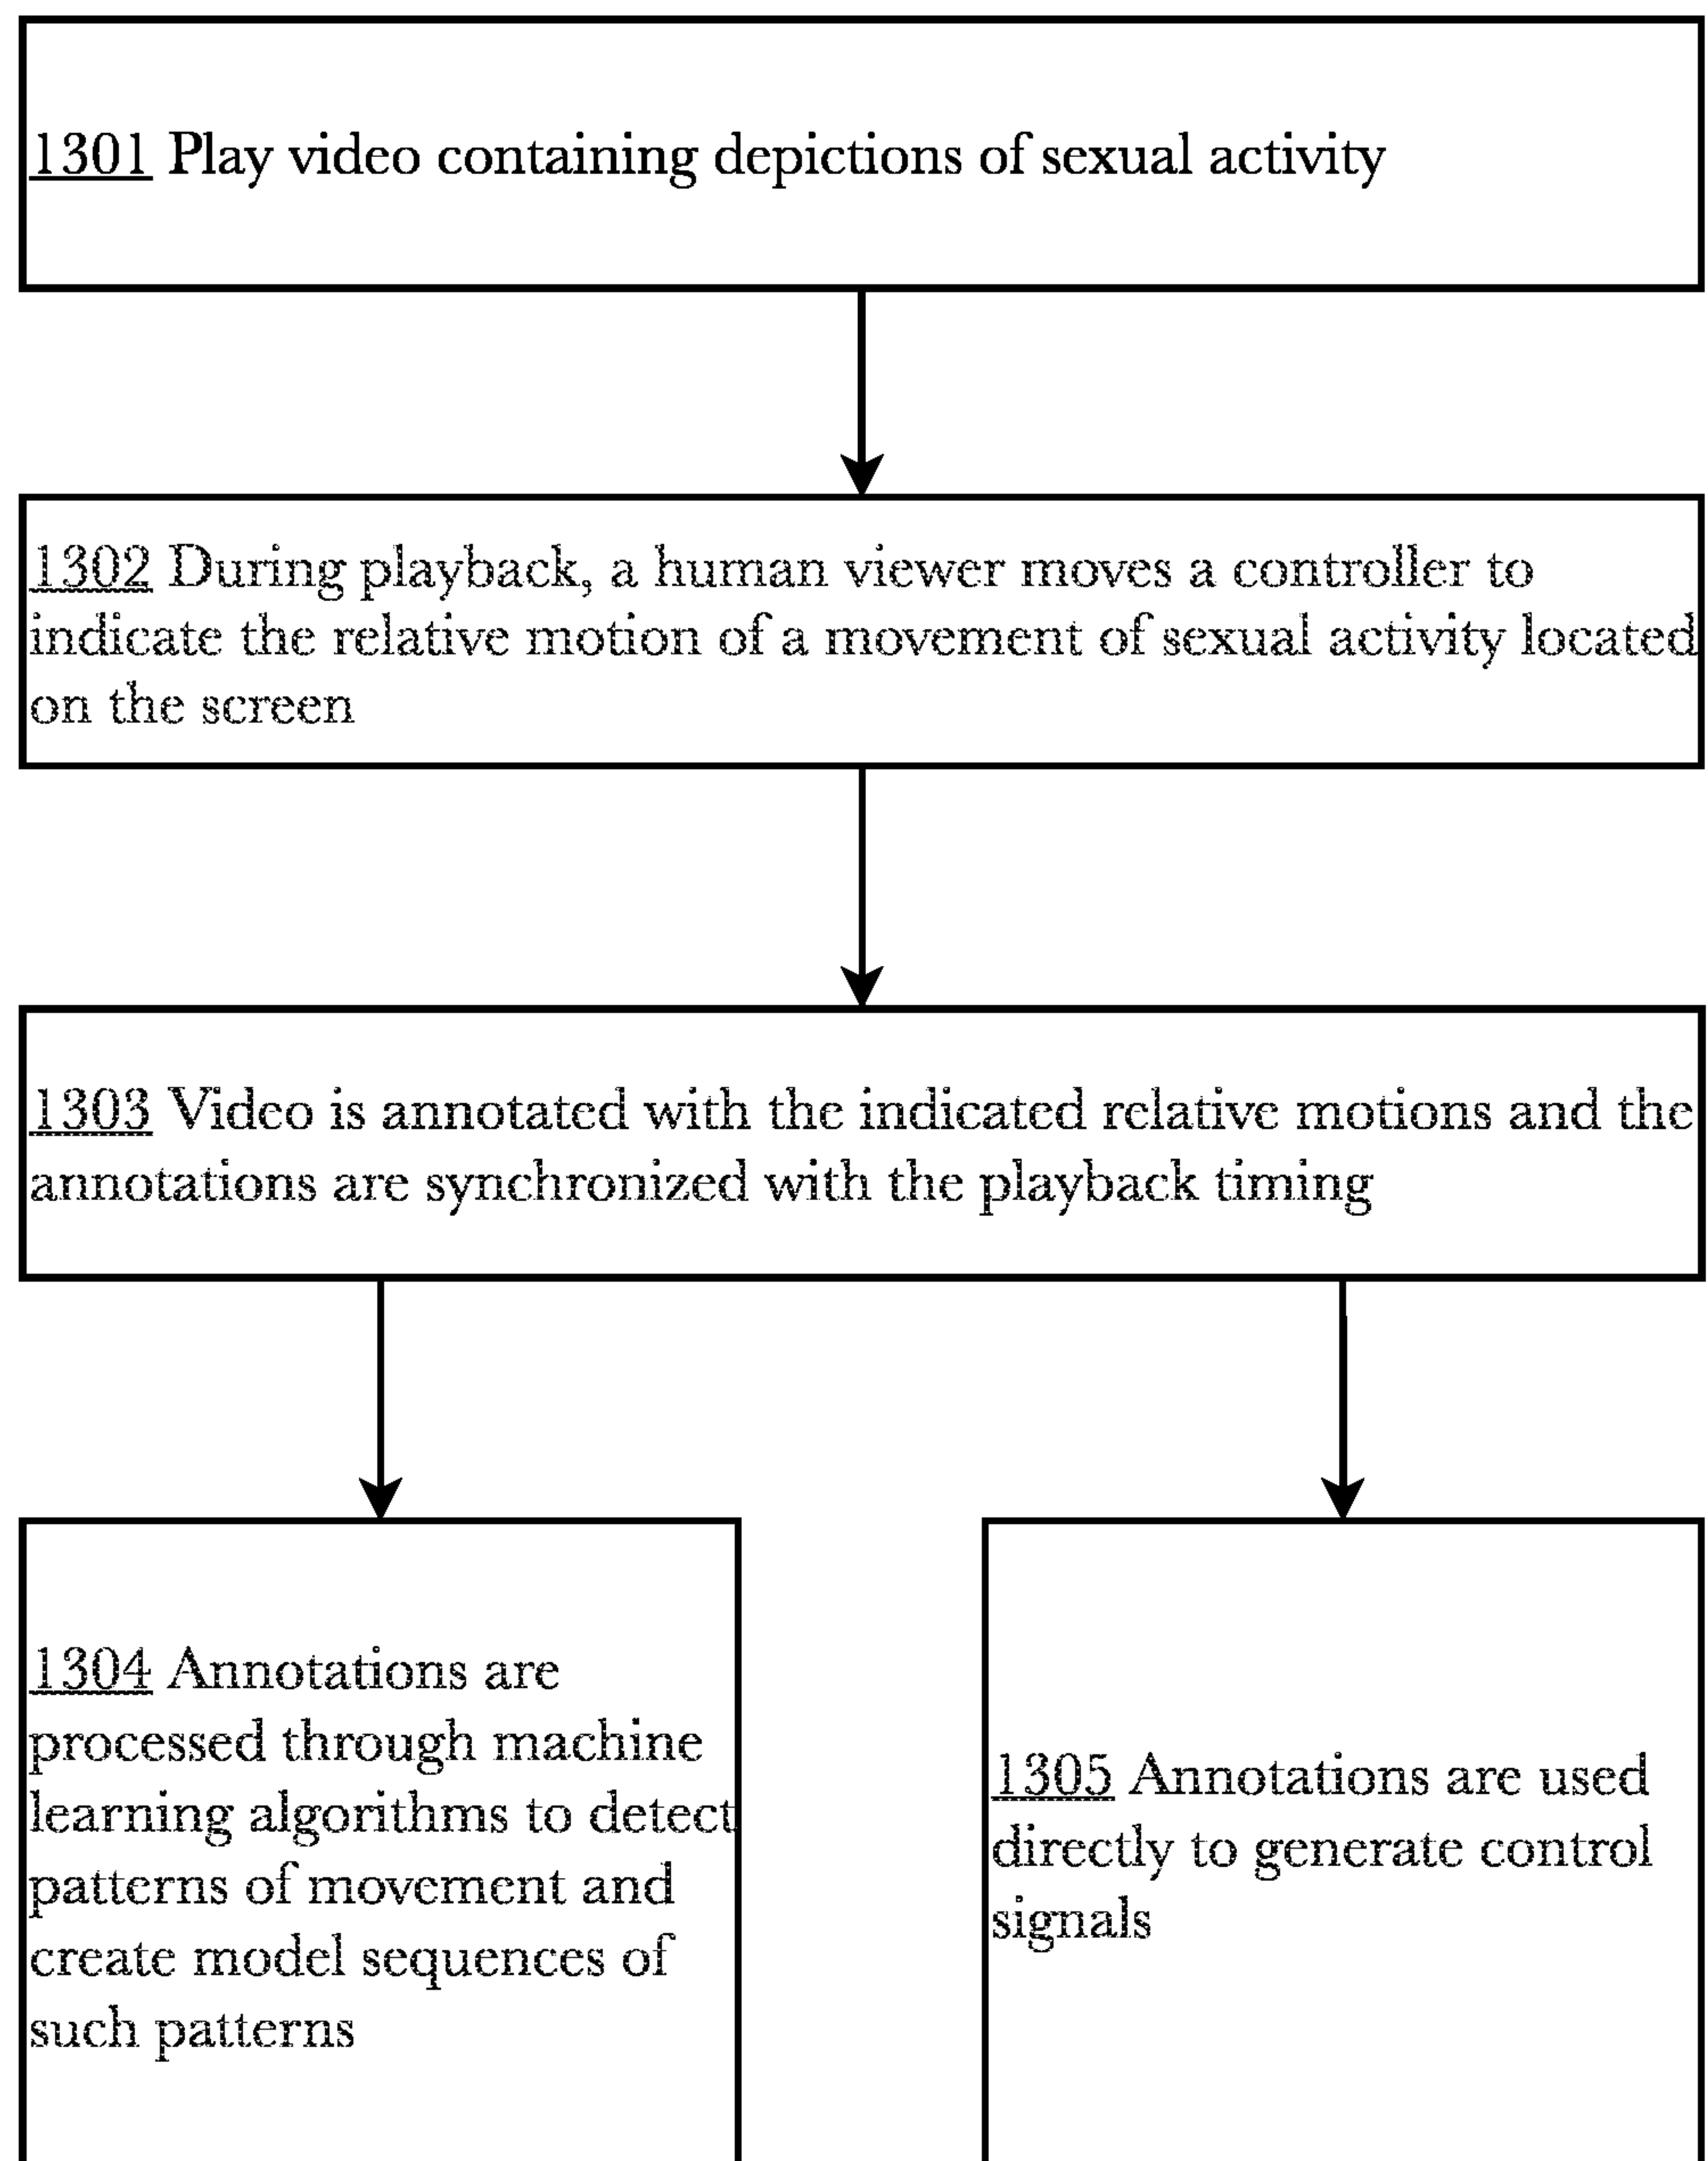 1301 Play video containing depictions of sexual activity
1302 During playback, a human viewer moves a controller to
indicate the relative motion of a movement of sexual activity located
on the screen
1303 Video is annotated with the indicated relative motions and the
annotations are synchronized with the playback timing
1304 Annotations are
processed through machine
learning algorithms to detect
patterns of movement and
create model sequences of
such patterns
1305 Annotations are used
directly to generate control
signals